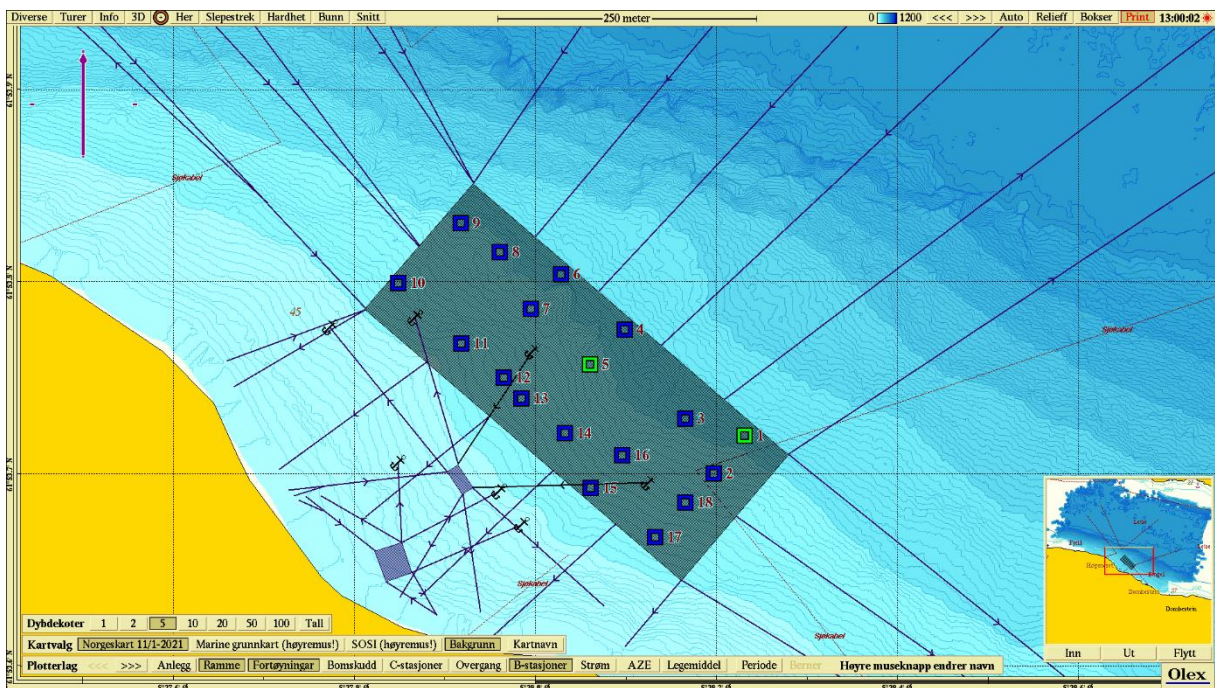 Diverse Turer Info 3D Her Slepestrek Hardhet Bunn Snitt 250 meter 0 1200 <<< >>> Auto Relieff Bokser Print 13:00:02
Sjøkabel
9
8
6
10
7
45
4
Sjøkabel
11
5
12
13
3
14
1
16
2
15
18
17
Sjøkabel
Sjøkabel
Dombestein
Dybdekoter 1 2 5 10 20 50 100 Tall
Kartvalg Norgeskart 11/1-2021 Marine grunnkart (høyremus!) SOSI (høyremus!) Bakgrunn Kartnavn
Inn Ut Flytt
Plotterlag <<< >>> Anlegg Ramme Fortøyningar Bomskudd C-stasjoner Overgang B-stasjoner Strøm AZE Legemiddel Periode Berner Høyre museknapp endrer navn
Olex